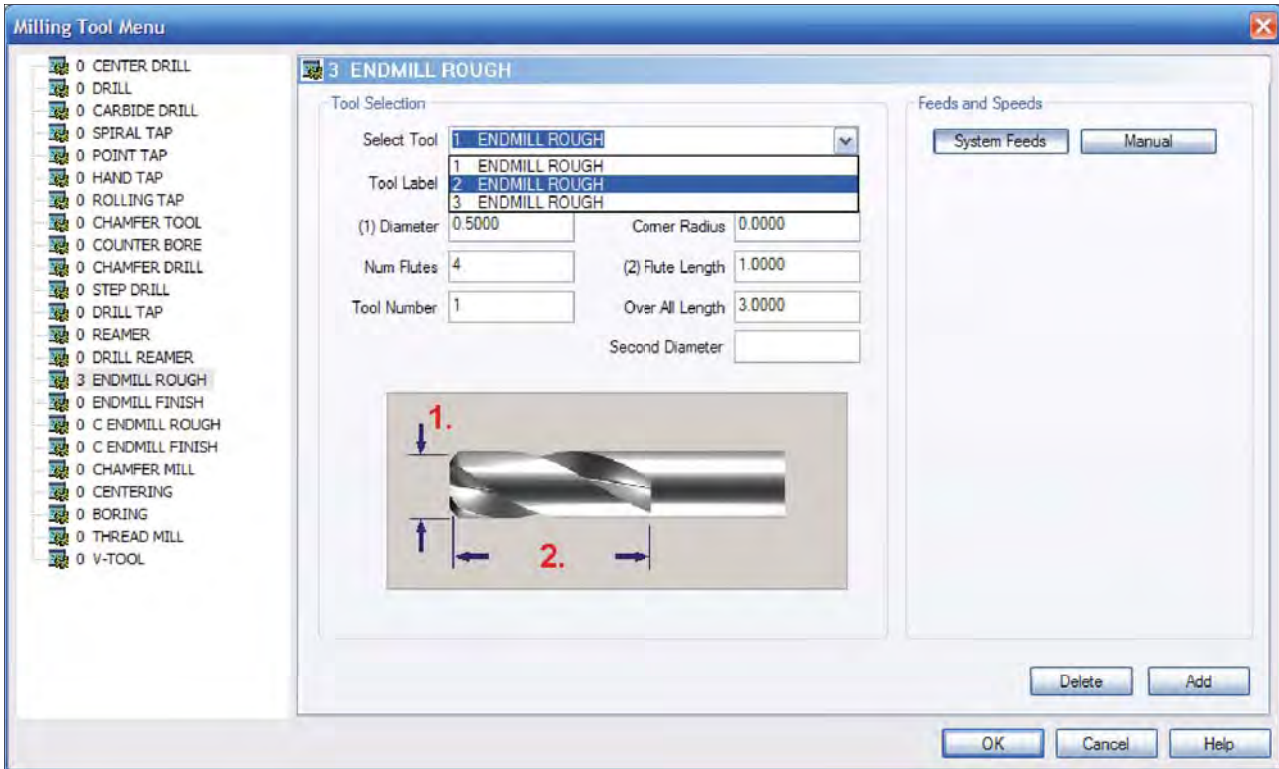 Milling Tool Menu
0 CENTER DRILL
0 DRILL
0 CARBIDE DRILL
0 SPIRAL TAP
0 POINT TAP
0 HAND TAP
0 ROLLING TAP
0 CHAMFER TOOL
0 COUNTER BORE
0 CHAMFER DRILL
0 STEP DRILL
0 DRILL TAP
0 REAMER
0 DRILL REAMER
3 ENDMILL ROUGH
0 ENDMILL FINISH
0 C ENDMILL ROUGH
0 C ENDMILL FINISH
0 CHAMFER MILL
0 CENTERING
0 BORING
0 THREAD MILL
0 V-TOOL
3 ENDMILL ROUGH
Tool Selection
Select Tool 1 ENDMILL ROUGH
1 ENDMILL ROUGH
Tool Label 2 ENDMILL ROUGH
3 ENDMILL ROUGH
(1) Diameter 0.5000 Corner Radius 0.0000
Num Flutes 4 (2) Flute Length 1.0000
Tool Number 1 Over All Length 3.0000
Second Diameter
1.
2.
Feeds and Speeds
System Feeds Manual
Delete Add
OK Cancel Help